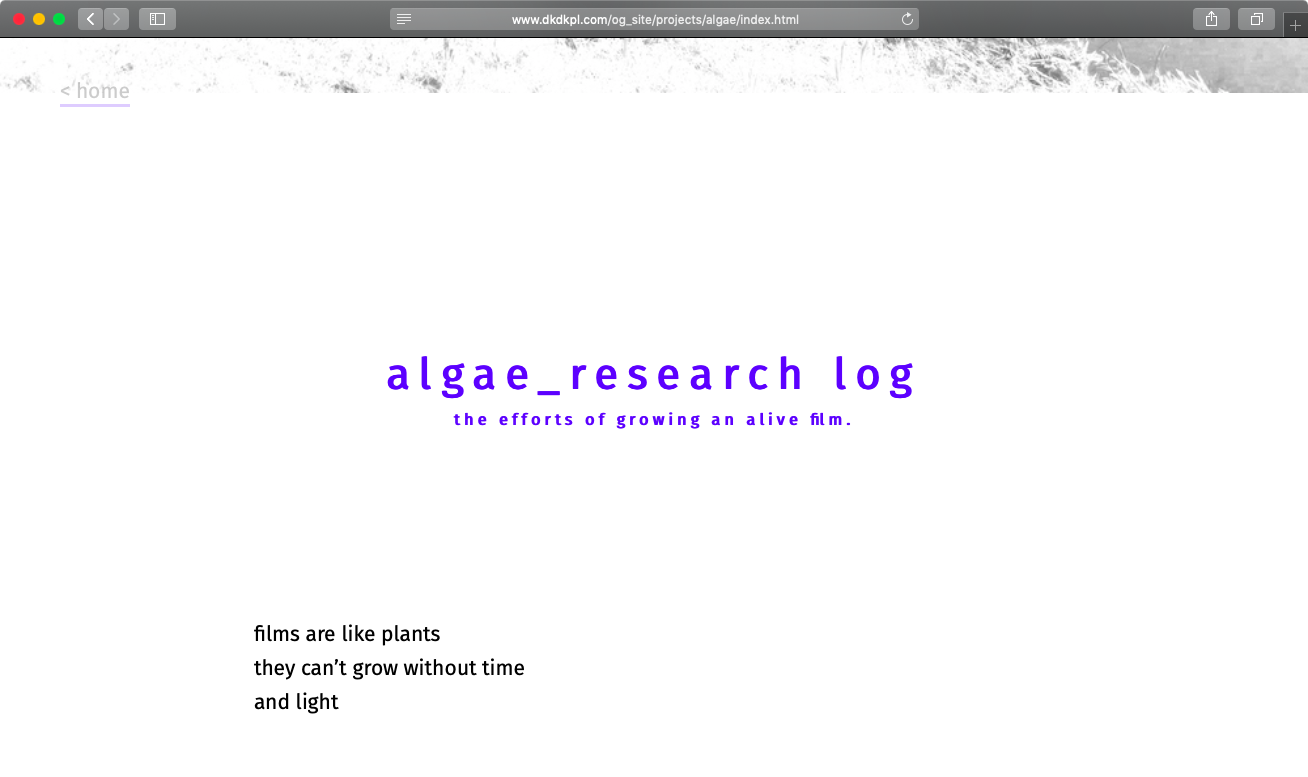 www.dkdkpl.com/og_site/projects/algae/index.html
< home
algae_research log
the efforts of growing an alive film.
films are like plants
they can’t grow without time
and light